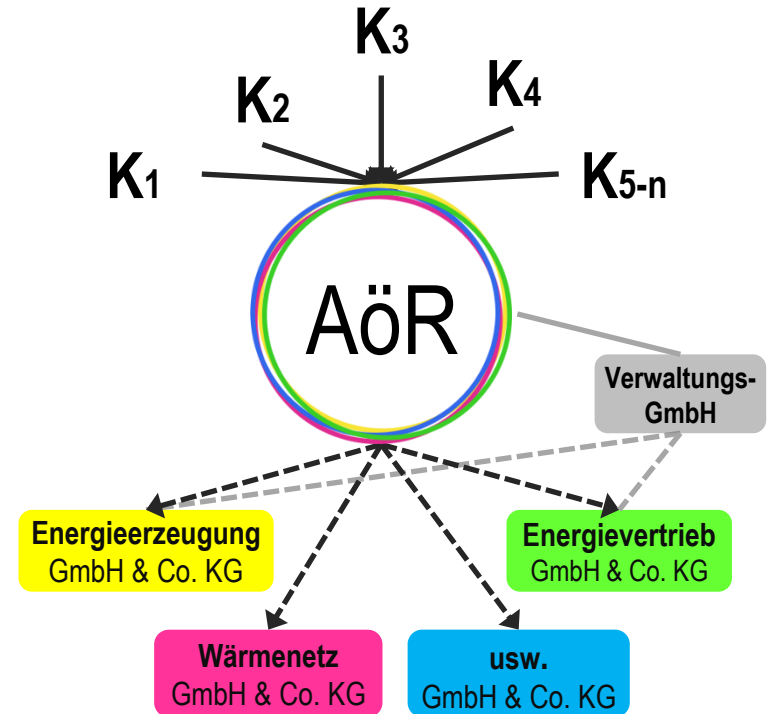 K3
K2
K4
K1
K5-n
AöR
Verwaltungs-
GmbH
Energieerzeugung
GmbH & Co. KG
Energievertrieb
GmbH & Co. KG
Wärmenetz
GmbH & Co. KG
usw.
GmbH & Co. KG